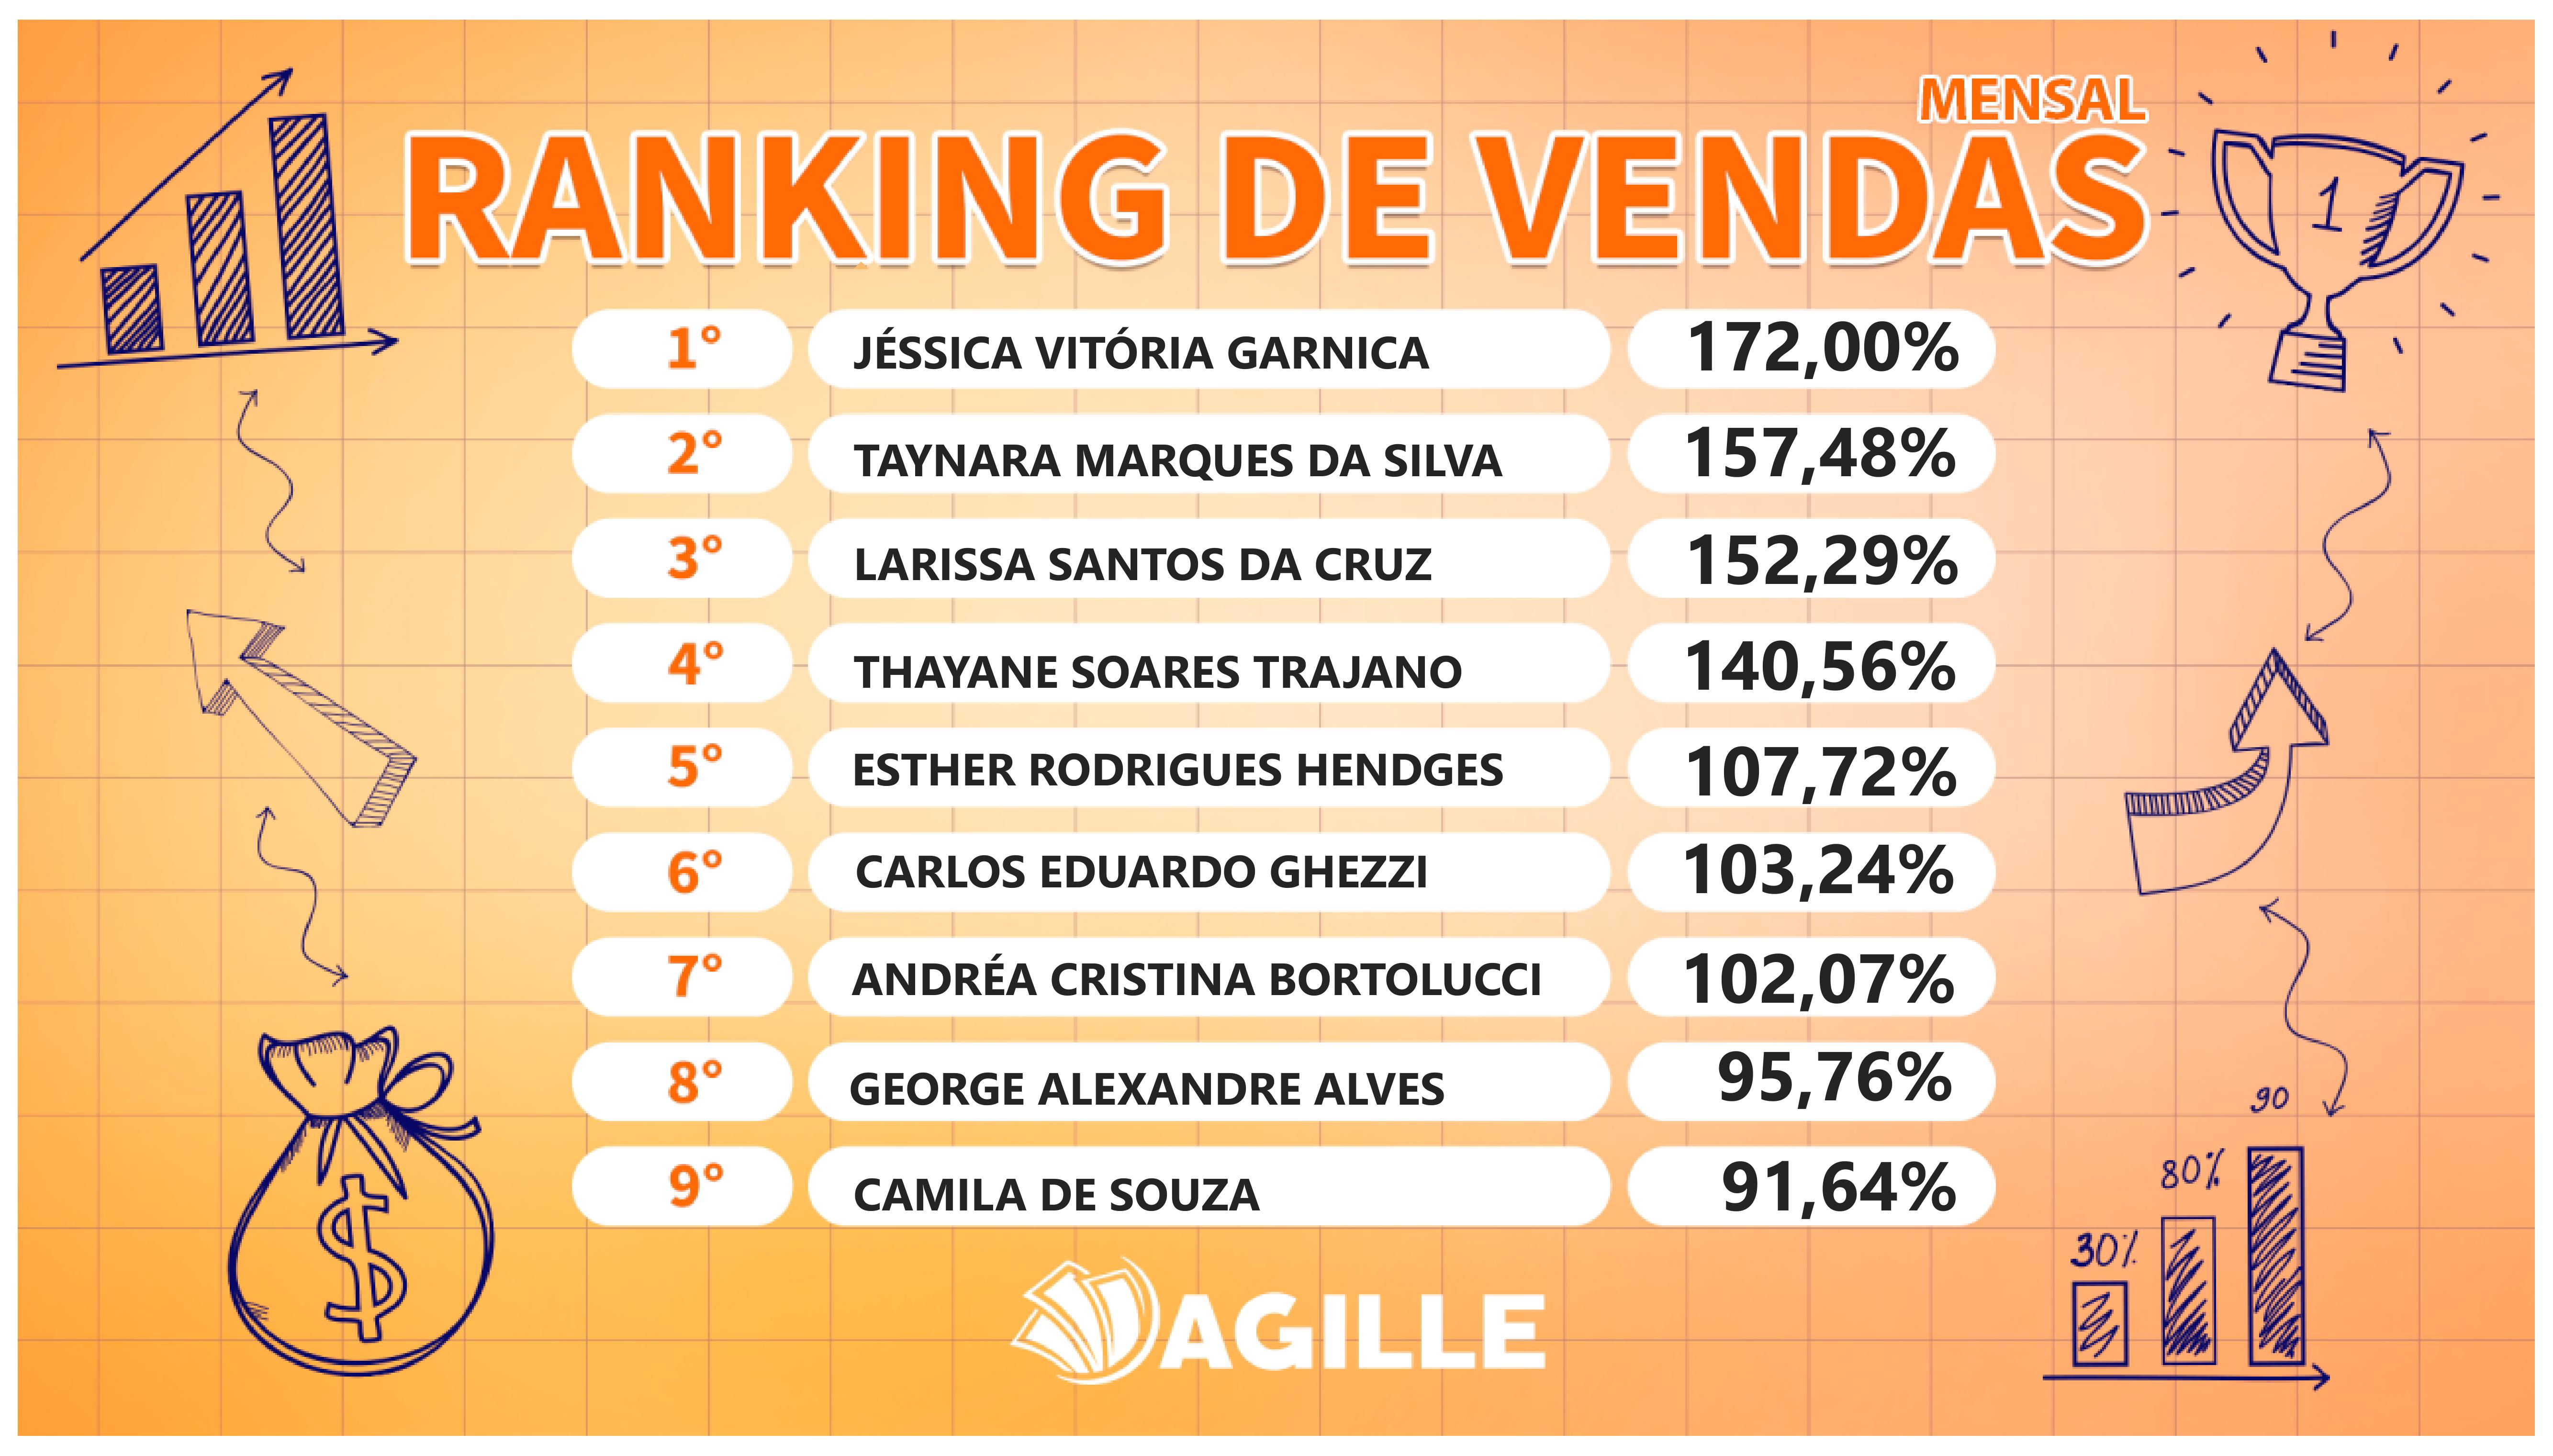 MENSAL
RANKING DE VENDAS
1
1° JÉSSICA VITÓRIA GARNICA 172,00%
2° TAYNARA MARQUES DA SILVA 157,48%
3° LARISSA SANTOS DA CRUZ 152,29%
4° THAYANE SOARES TRAJANO 140,56%
5° ESTHER RODRIGUES HENDGES 107,72%
6° CARLOS EDUARDO GHEZZI 103,24%
7° ANDRÉA CRISTINA BORTOLUCCI 102,07%
8° GEORGE ALEXANDRE ALVES 95,76%
9° CAMILA DE SOUZA 91,64%
$
90
80%
30%
AGILLE